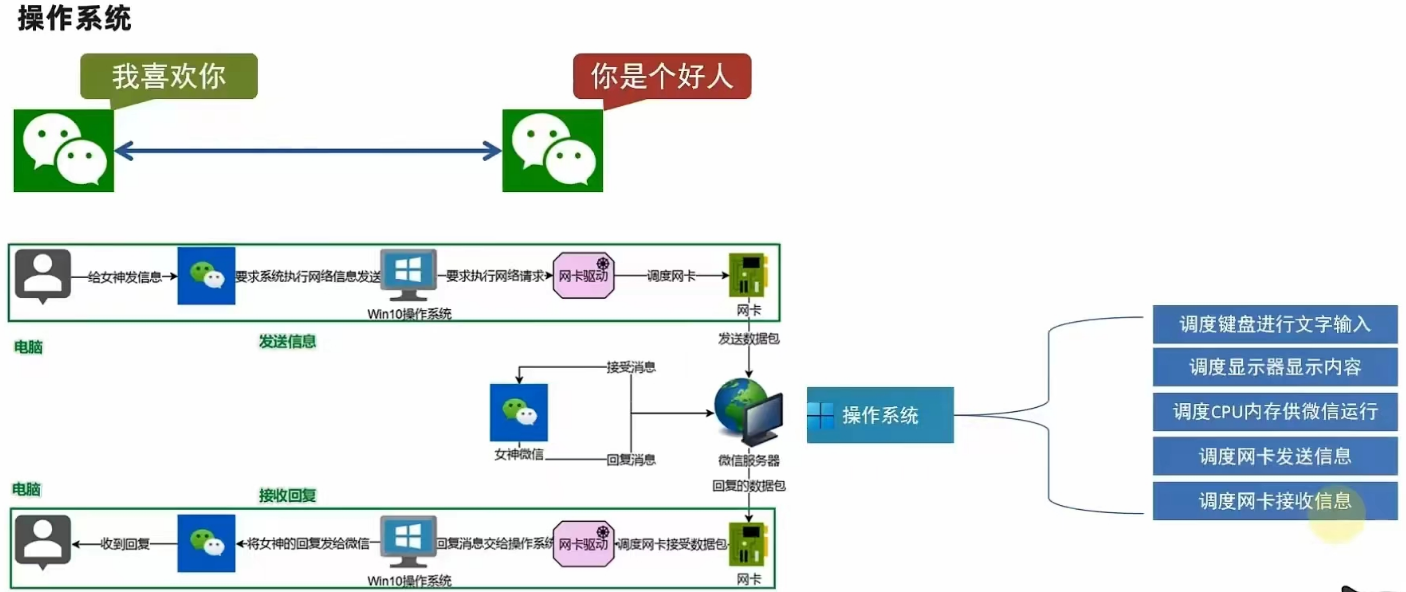 操作系统
我喜欢你
你是个好人
给女神发信息
要求系统执行网络信息发送
要求执行网络请求
网卡驱动
调度网卡
Win10操作系统
网卡
电脑
发送信息
发送数据包
接受消息
女神微信
回复消息
微信服务器
回复的数据包
操作系统
调度键盘进行文字输入
调度显示器显示内容
调度CPU内存供微信运行
调度网卡发送信息
调度网卡接收信息
电脑
接收回复
收到回复
将女神的回复发给微信
回复消息交给操作系统
网卡驱动
调度网卡接受数据包
Win10操作系统
网卡